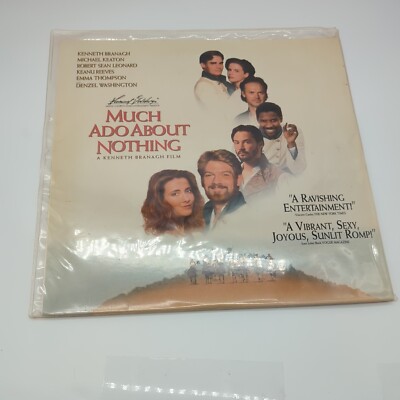 KENNETH BRANAGH
MICHAEL KEATON
ROBERT SEAN LEONARD
KEANU REEVES
EMMA THOMPSON
DENZEL WASHINGTON
MUCH
ADO ABOUT
NOTHING
A KENNETH BRANAGH FILM
"A RAVISHING
ENTERTAINMENT!"
"A VIBRANT, SEXY,
JOYOUS, SUNLIT ROMP!"